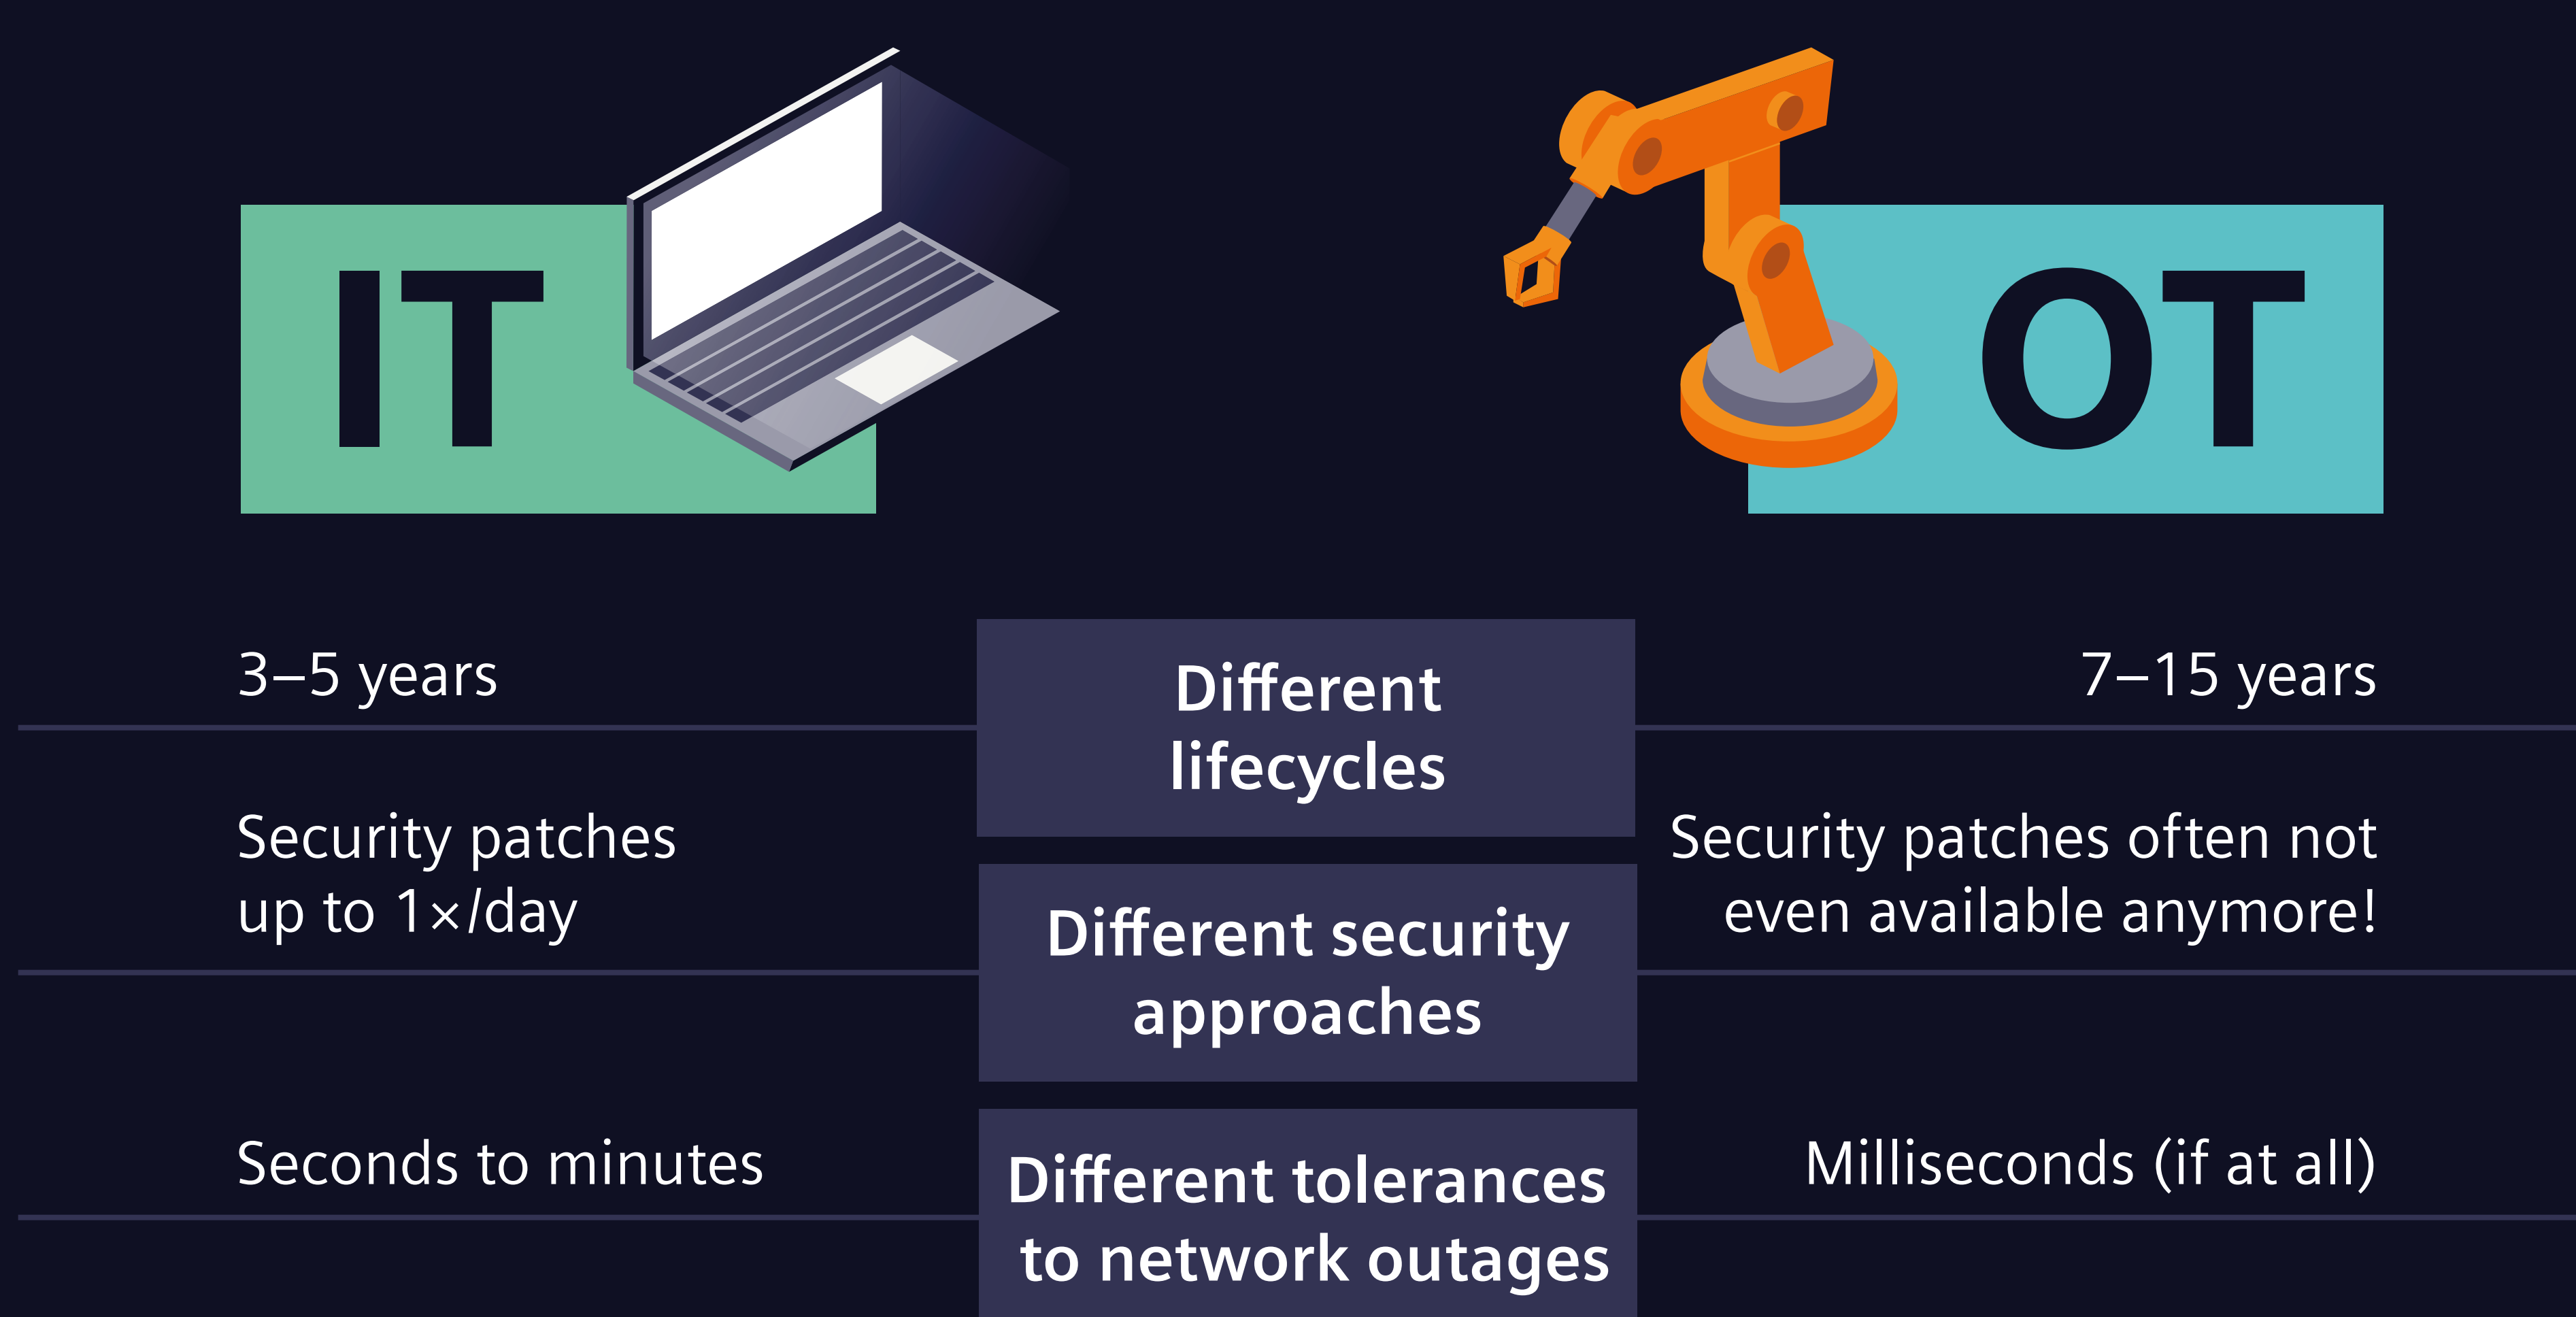 IT
OT
3–5 years
Different
lifecycles
7–15 years
Security patches
up to 1×/day
Different security
approaches
Security patches often not
even available anymore!
Seconds to minutes
Different tolerances
to network outages
Milliseconds (if at all)